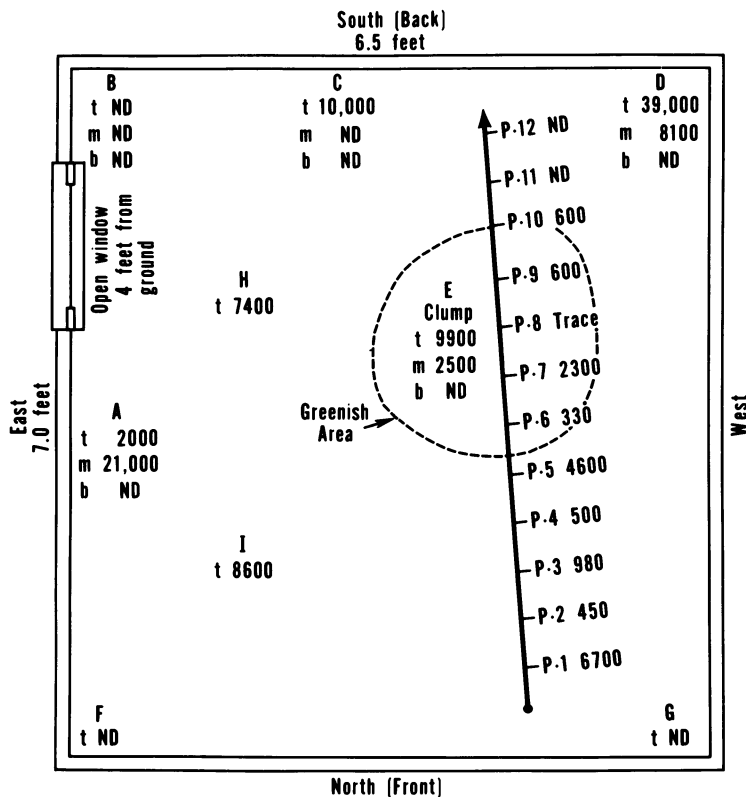 South (Back)
6.5 feet
B
t ND
m ND
b ND
C
t 10,000
m ND
b ND
D
t 39,000
m 8100
b ND
P-12 ND
P-11 ND
P-10 600
P-9 600
P-8 Trace
P-7 2300
P-6 330
P-5 4600
P-4 500
P-3 980
P-2 450
P-1 6700
Open window
4 feet from
ground
H
t 7400
E
Clump
t 9900
m 2500
b ND
Greenish
Area
East
7.0 feet
West
A
t 2000
m 21,000
b ND
I
t 8600
F
t ND
G
t ND
North (Front)